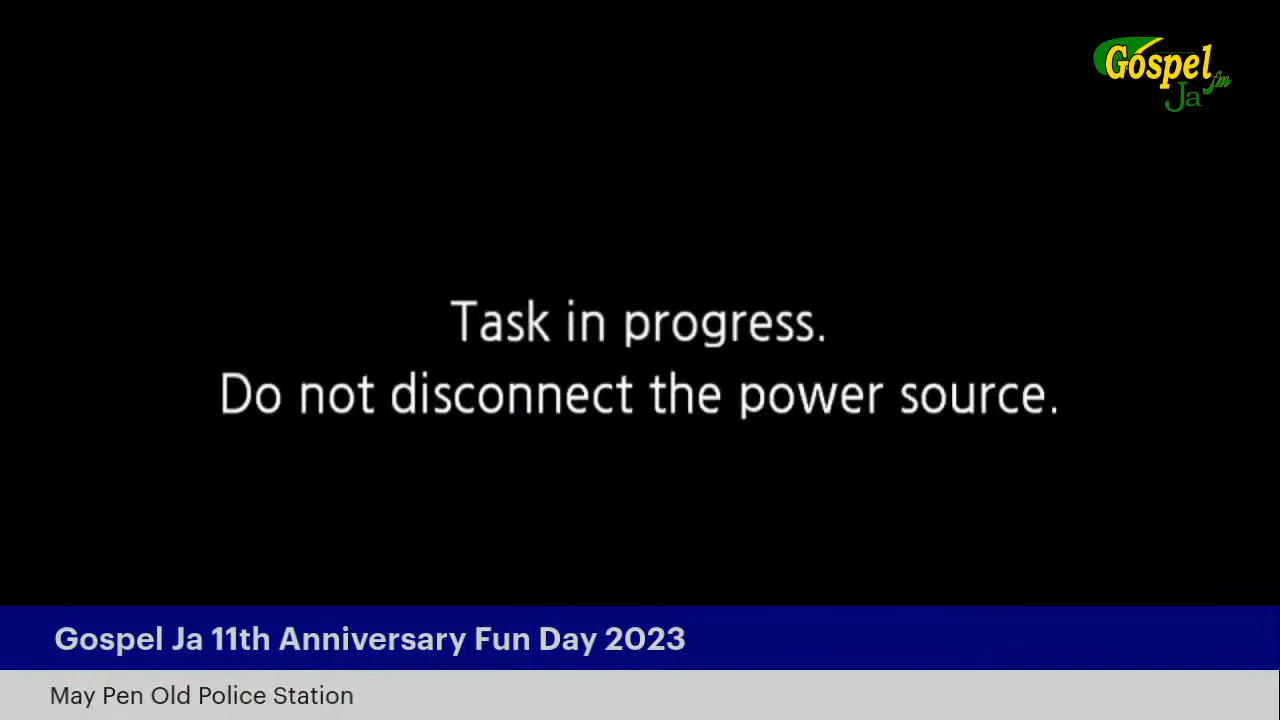 Gospel
fm
Ja
Task in progress.
Do not disconnect the power source.
Gospel Ja 11th Anniversary Fun Day 2023
May Pen Old Police Station